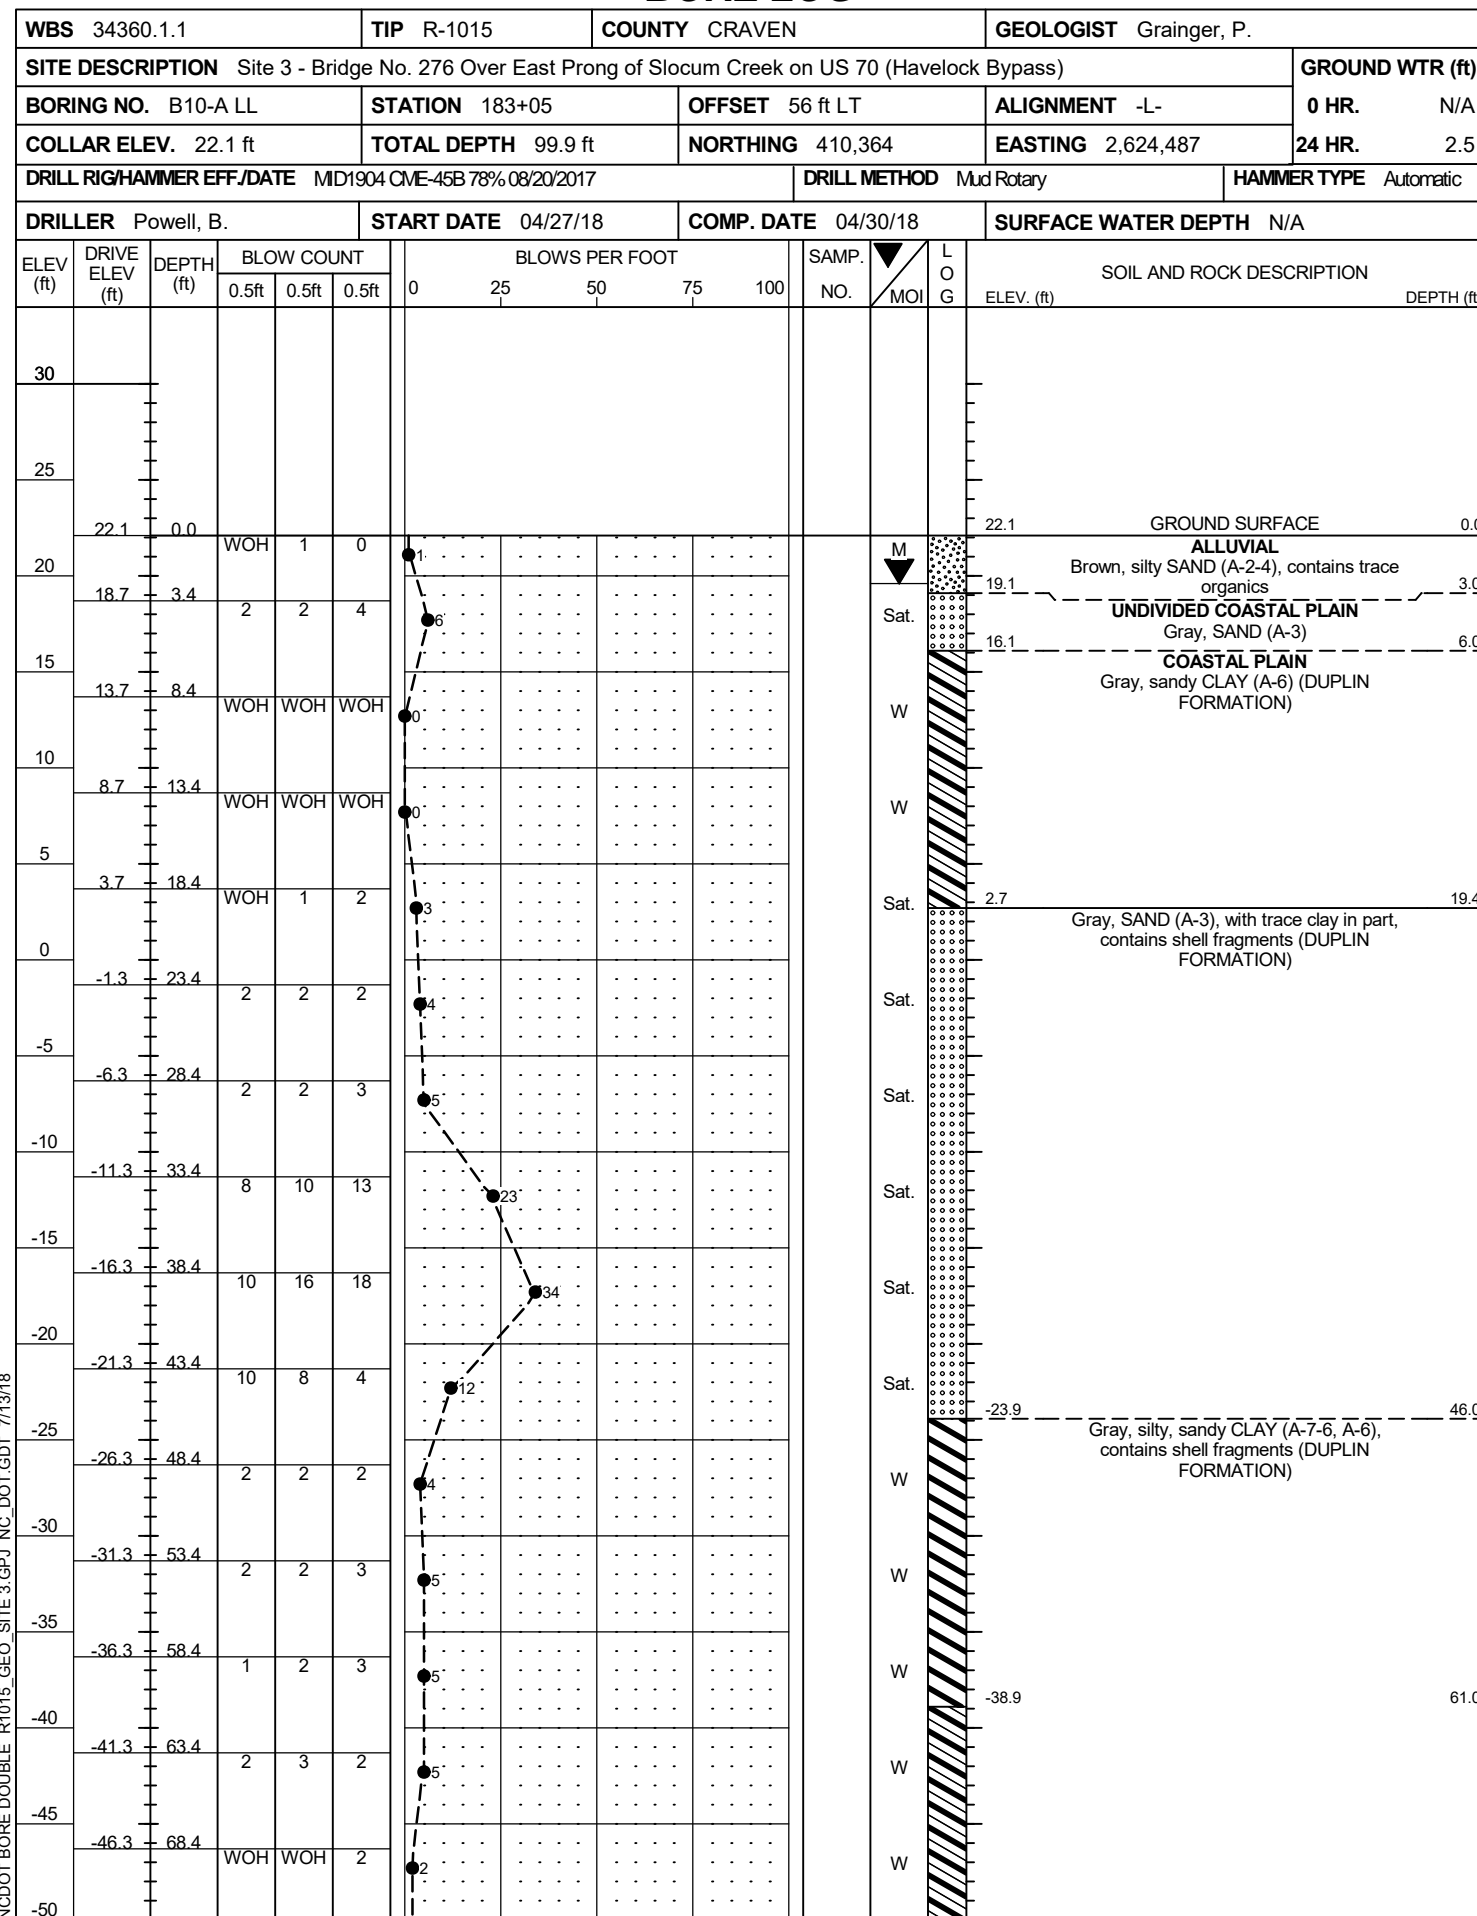 WBS 34360.1.1 TIP R-1015 COUNTY CRAVEN GEOLOGIST Grainger, P.
SITE DESCRIPTION Site 3 - Bridge No. 276 Over East Prong of Slocum Creek on US 70 (Havelock Bypass) GROUND WTR (ft)
BORING NO. B10-A LL STATION 183+05 OFFSET 56 ft LT ALIGNMENT -L- 0 HR. N/A
COLLAR ELEV. 22.1 ft TOTAL DEPTH 99.9 ft NORTHING 410,364 EASTING 2,624,487 24 HR. 2.5
DRILL RIG/HAMMER EFF./DATE MID1904 CME-45B 78% 08/20/2017 DRILL METHOD Mud Rotary HAMMER TYPE Automatic
DRILLER Powell, B. START DATE 04/27/18 COMP. DATE 04/30/18 SURFACE WATER DEPTH N/A
ELEV (ft) DRIVE ELEV (ft) DEPTH (ft) BLOW COUNT BLOWS PER FOOT SAMP. NO. MOI LOG SOIL AND ROCK DESCRIPTION
0.5ft 0.5ft 0.5ft 0 25 50 75 100 ELEV. (ft) DEPTH (ft
30
25
22.1 0.0 22.1 GROUND SURFACE 0.0
WOH 1 0 1 M ALLUVIAL
20 Brown, silty SAND (A-2-4), contains trace
18.7 3.4 19.1 organics 3.0
2 2 4 6 Sat. UNDIVIDED COASTAL PLAIN
Gray, SAND (A-3)
16.1 6.0
15 COASTAL PLAIN
13.7 8.4 Gray, sandy CLAY (A-6) (DUPLIN
WOH WOH WOH 0 W FORMATION)
10
8.7 13.4
WOH WOH WOH 0 W
5
3.7 18.4
WOH 1 2 3 Sat. 2.7 19.4
Gray, SAND (A-3), with trace clay in part,
0 contains shell fragments (DUPLIN
FORMATION)
-1.3 23.4
2 2 2 4 Sat.
-5
-6.3 28.4
2 2 3 5 Sat.
-10
-11.3 33.4
8 10 13 23 Sat.
-15
-16.3 38.4
10 16 18 34 Sat.
-20
-21.3 43.4
10 8 4 12 Sat.
-23.9 46.0
-25 Gray, silty, sandy CLAY (A-7-6, A-6),
contains shell fragments (DUPLIN
-26.3 48.4 FORMATION)
2 2 2 4 W
-30
-31.3 53.4
2 2 3 5 W
-35
-36.3 58.4
1 2 3 5 W
-38.9 61.0
-40
-41.3 63.4
2 3 2 5 W
-45
-46.3 68.4
WOH WOH 2 2 W
-50
NCDOT BORE DOUBLE R1015_GEO_SITE 3.GPJ NC_DOT.GDT 7/13/18